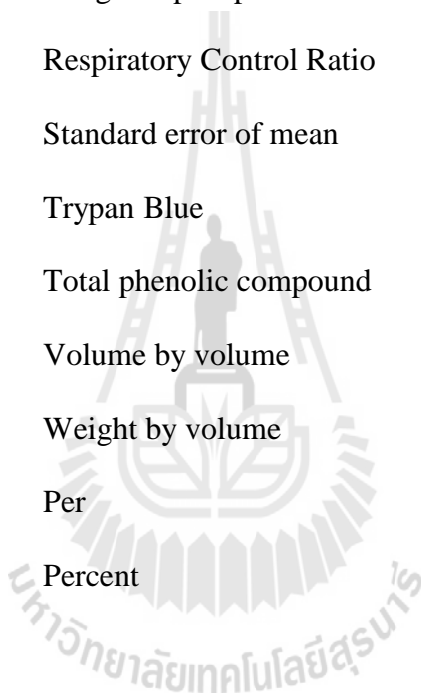 Respiratory Control Ratio
Standard error of mean
Trypan Blue
Total phenolic compound
Volume by volume
Weight by volume
Per
Percent
มหาวิทยาลัยเทคโนโลยีสุรนารี